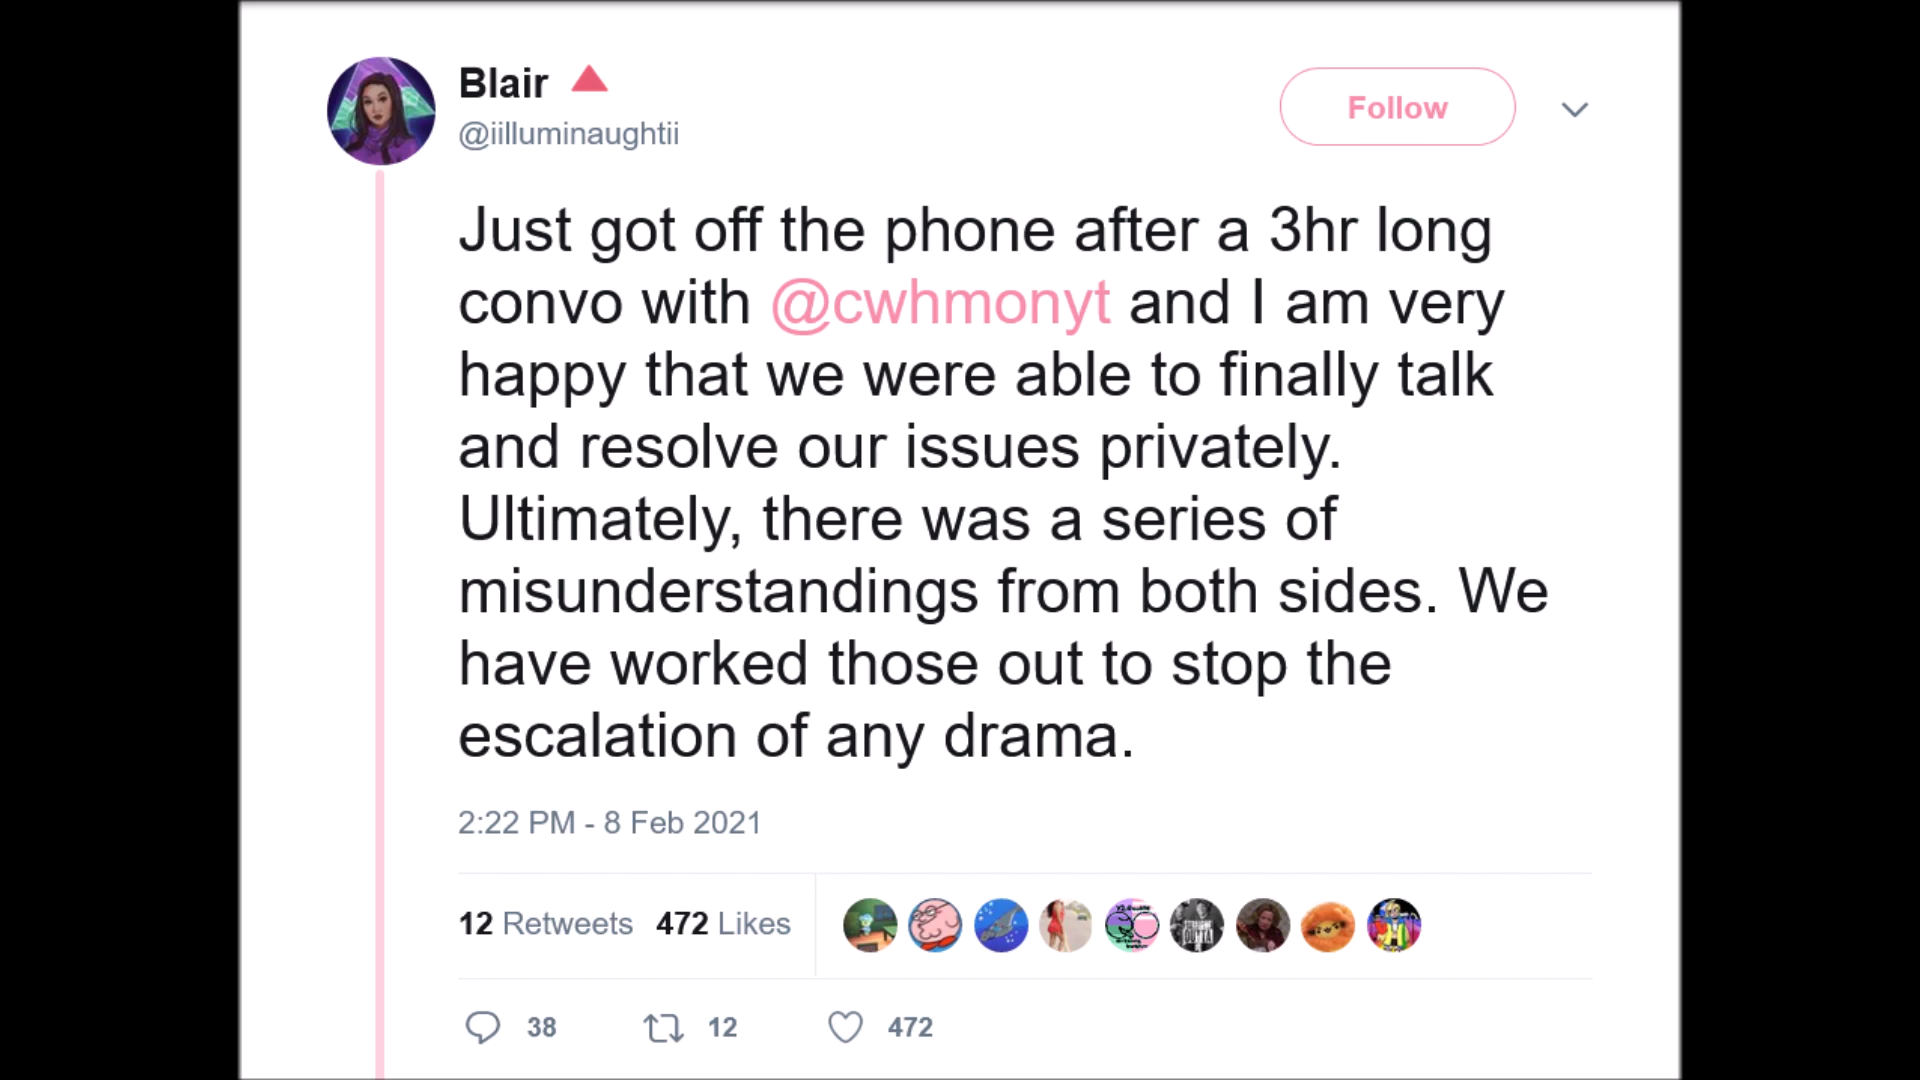 Blair
@iilluminaughtii
Follow
Just got off the phone after a 3hr long
convo with @cwhmonyt and I am very
happy that we were able to finally talk
and resolve our issues privately.
Ultimately, there was a series of
misunderstandings from both sides. We
have worked those out to stop the
escalation of any drama.
2:22 PM - 8 Feb 2021
12 Retweets 472 Likes
OUTTA
38 12 472